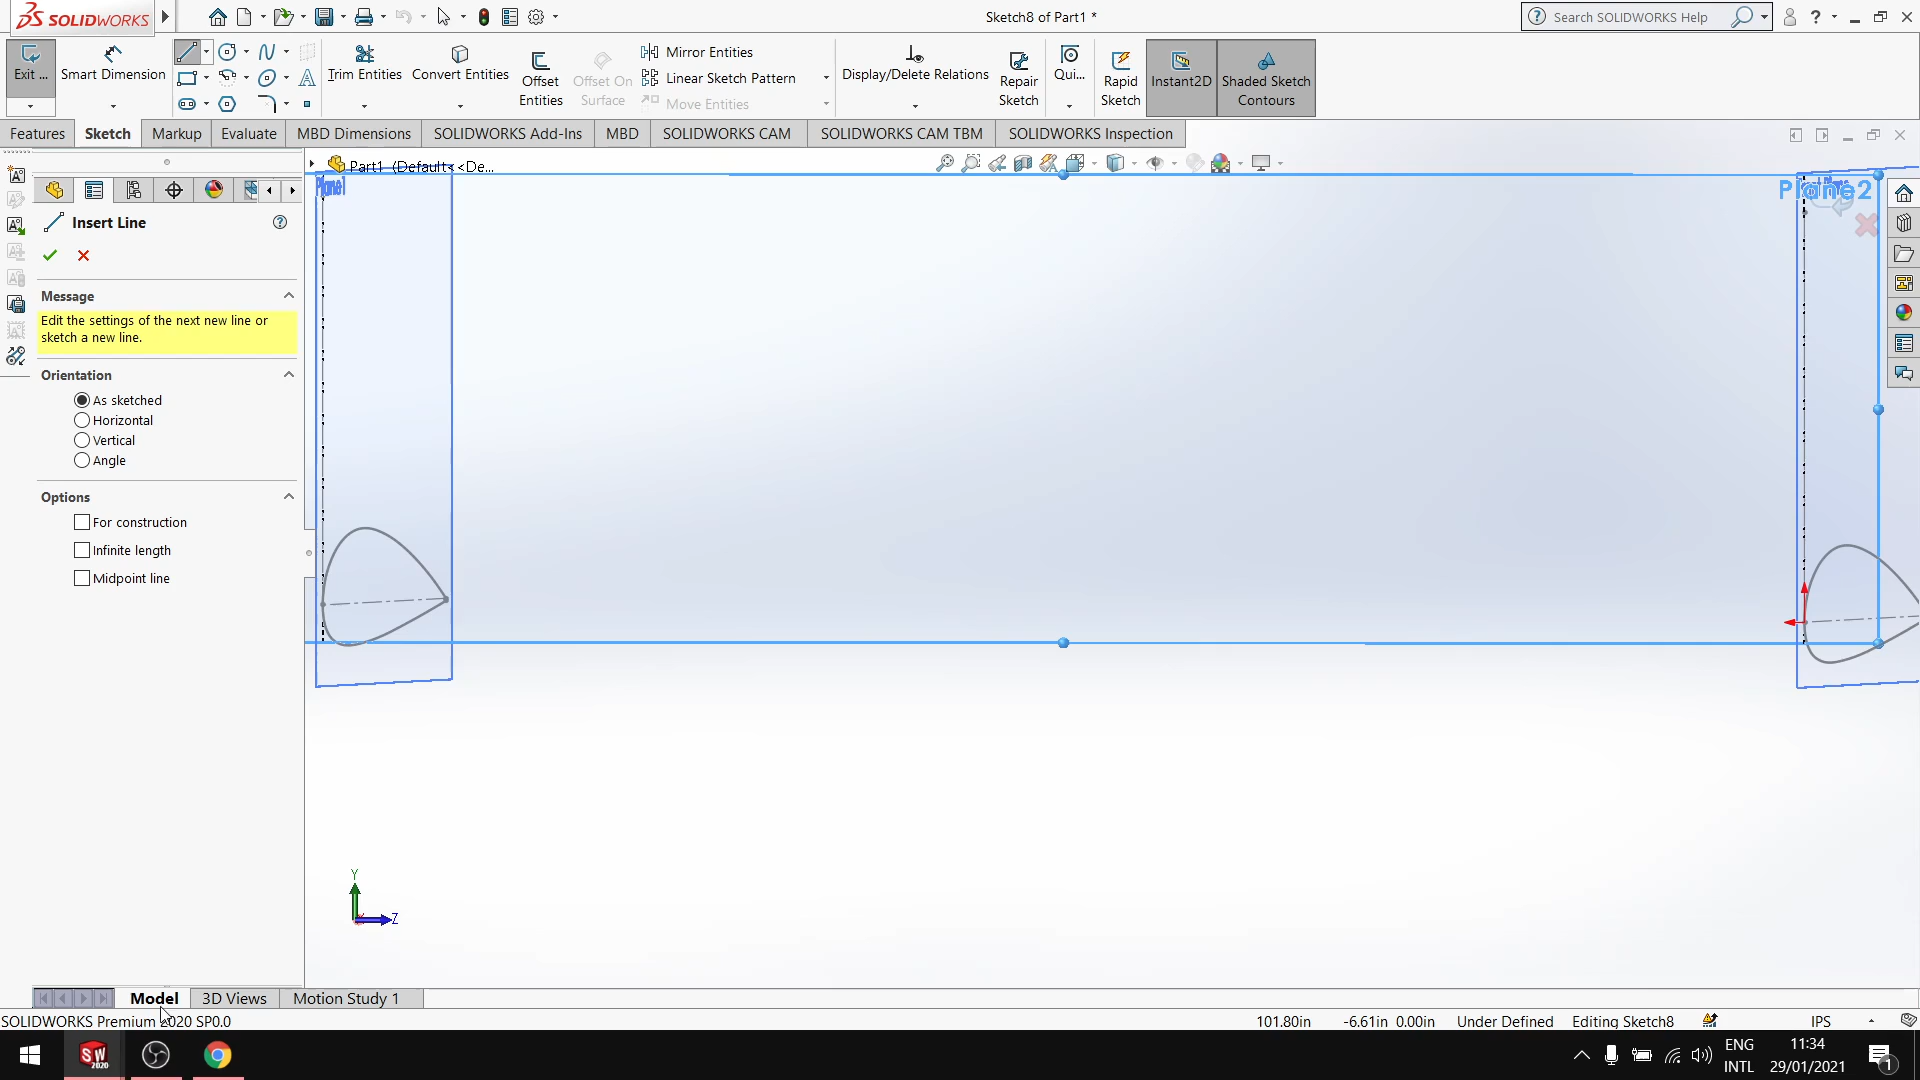 SOLIDWORKS
Sketch8 of Part1 *
Search SOLIDWORKS Help
Exit ...
Smart Dimension
Trim Entities
Convert Entities
Offset Entities
Offset On Surface
Mirror Entities
Linear Sketch Pattern
Move Entities
Display/Delete Relations
Repair Sketch
Qui...
Rapid Sketch
Instant2D
Shaded Sketch Contours
Features
Sketch
Markup
Evaluate
MBD Dimensions
SOLIDWORKS Add-Ins
MBD
SOLIDWORKS CAM
SOLIDWORKS CAM TBM
SOLIDWORKS Inspection
Part1 (Default< <De...
Plane1
Plane2
Insert Line
Message
Edit the settings of the next new line or
sketch a new line.
Orientation
As sketched
Horizontal
Vertical
Angle
Options
For construction
Infinite length
Midpoint line
Y
Z
Model
3D Views
Motion Study 1
SOLIDWORKS Premium 2020 SP0.0
101.80in
-6.61in
0.00in
Under Defined
Editing Sketch8
IPS
SW
2020
ENG
INTL
11:34
29/01/2021
1